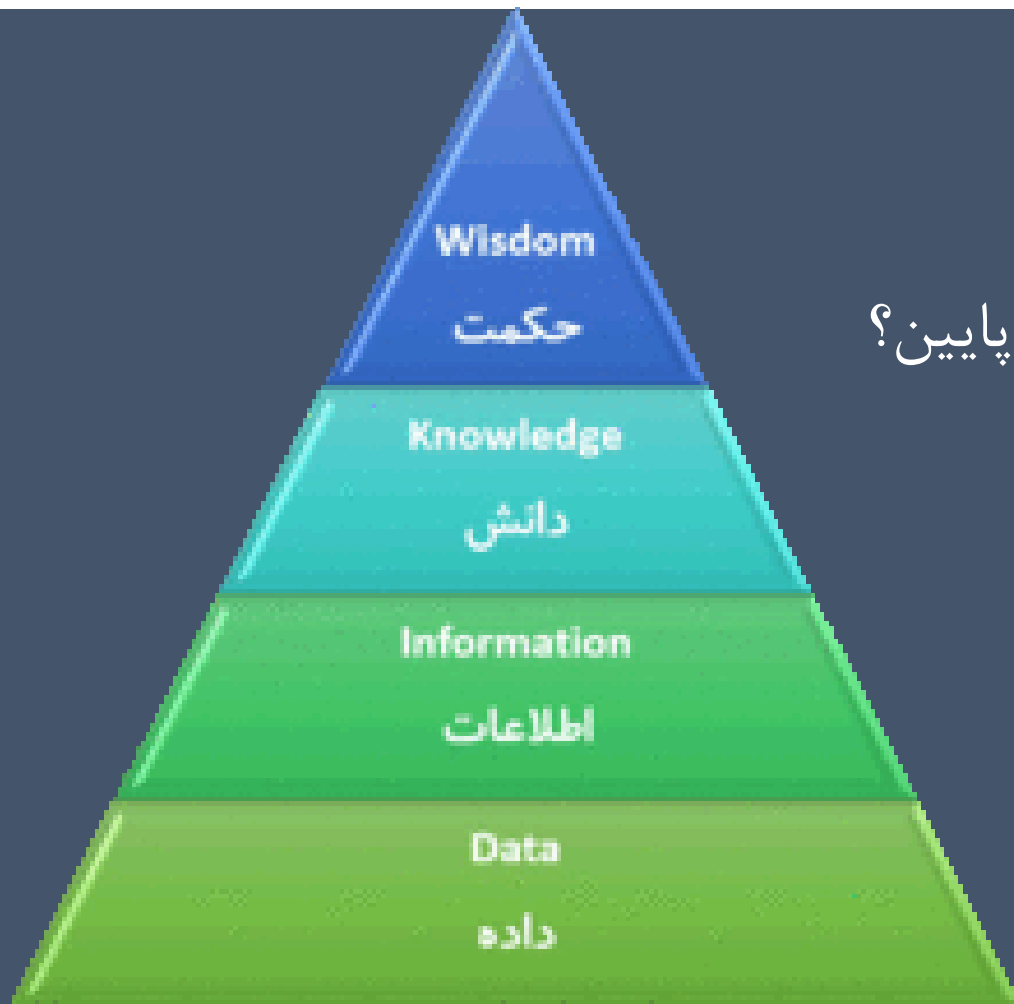 Wisdom
حکمت
پایین؟
Knowledge
دانش
Information
اطلاعات
Data
داده